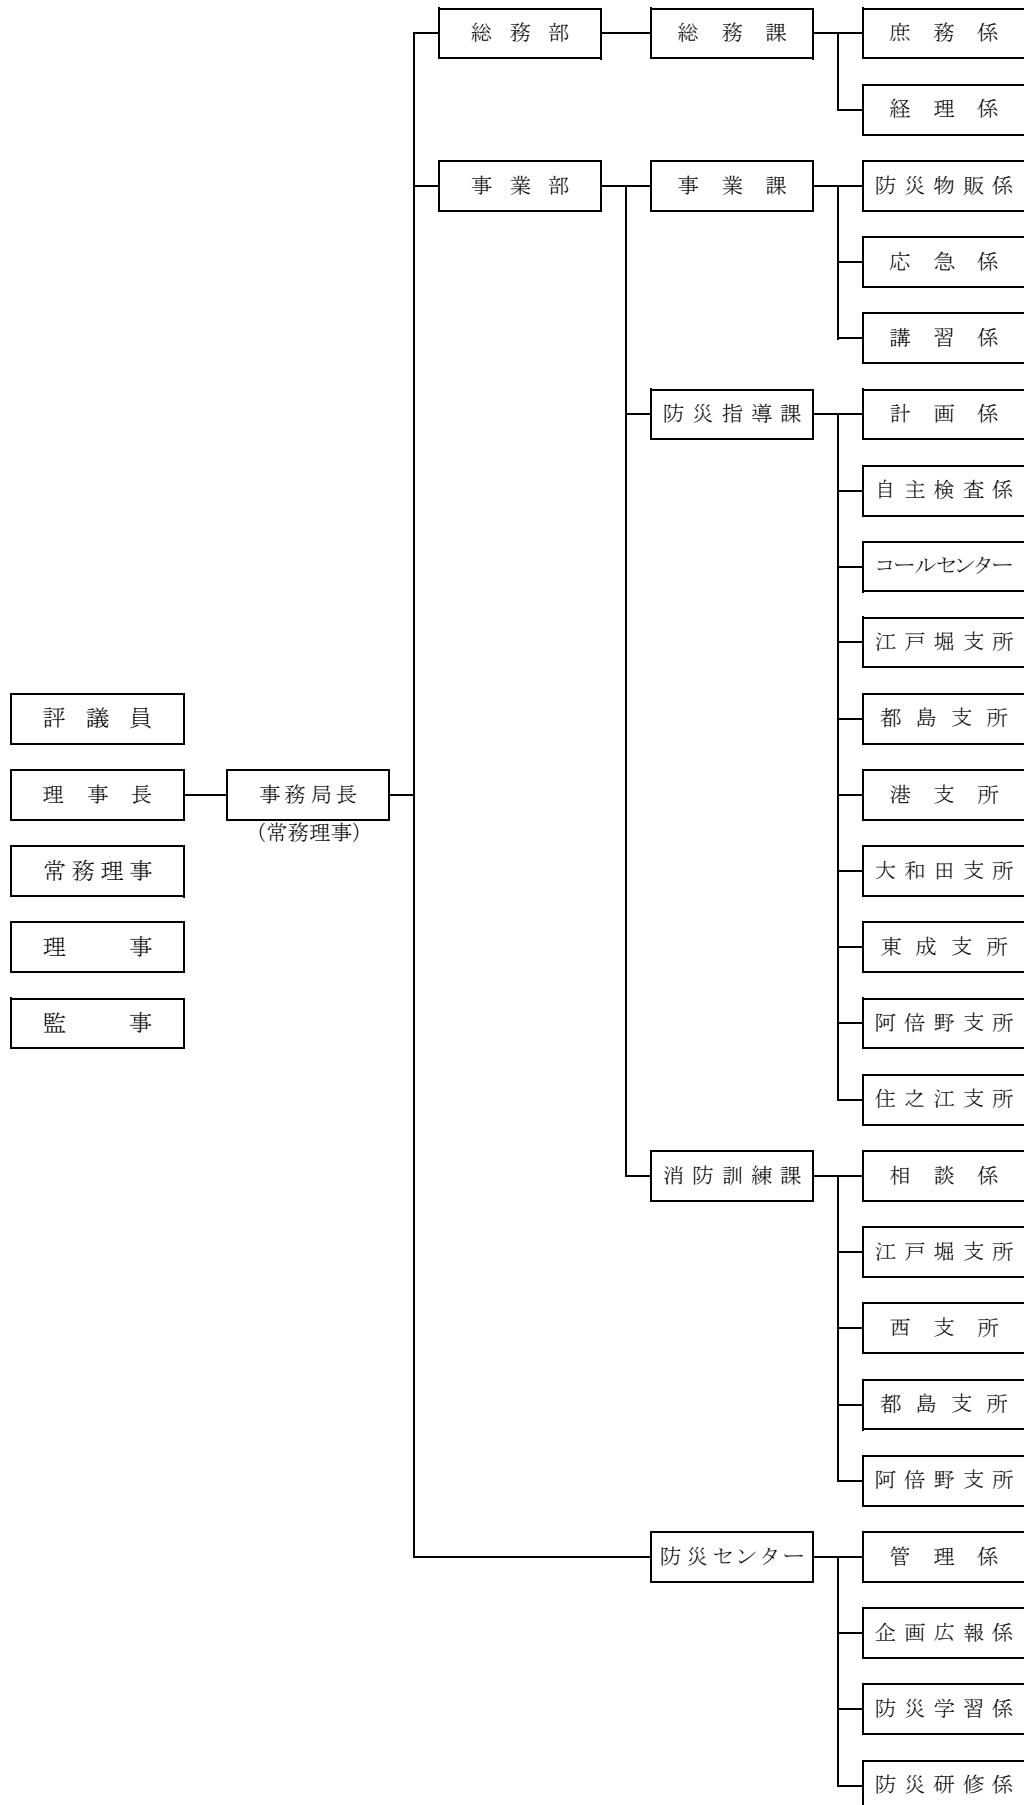 総務部 総務課 庶務係
経理係
事業部 事業課 防災物販係
応急係
講習係
防災指導課 計画係
自主検査係
コールセンター
江戸堀支所
評議員 都島支所
理事長 事務局長 港支所
(常務理事)
常務理事 大和田支所
理事 東成支所
監事 阿倍野支所
住之江支所
消防訓練課 相談係
江戸堀支所
西支所
都島支所
阿倍野支所
防災センター 管理係
企画広報係
防災学習係
防災研修係